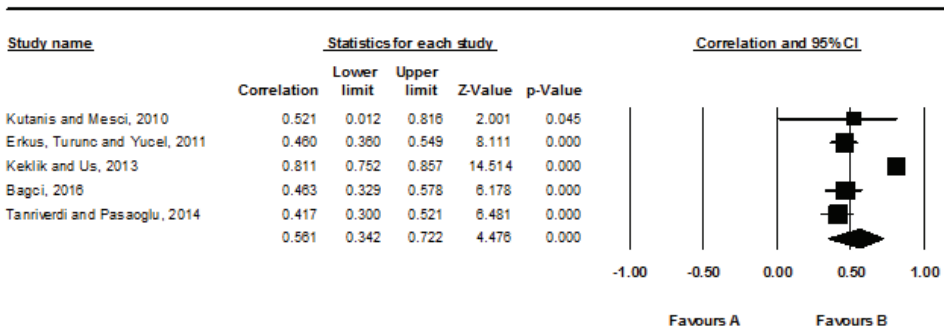 Study name Statistics for each study Correlation and 95% CI
Lower Upper
Correlation limit limit Z-Value p-Value
Kutanis and Mesci, 2010 0.521 0.012 0.816 2.001 0.045
Erkus, Turunc and Yucel, 2011 0.460 0.360 0.549 8.111 0.000
Keklik and Us, 2013 0.811 0.752 0.857 14.514 0.000
Bagci, 2016 0.463 0.329 0.578 6.178 0.000
Tanriverdi and Pasaoglu, 2014 0.417 0.300 0.521 6.481 0.000
0.561 0.342 0.722 4.476 0.000
-1.00 -0.50 0.00 0.50 1.00
Favours A Favours B